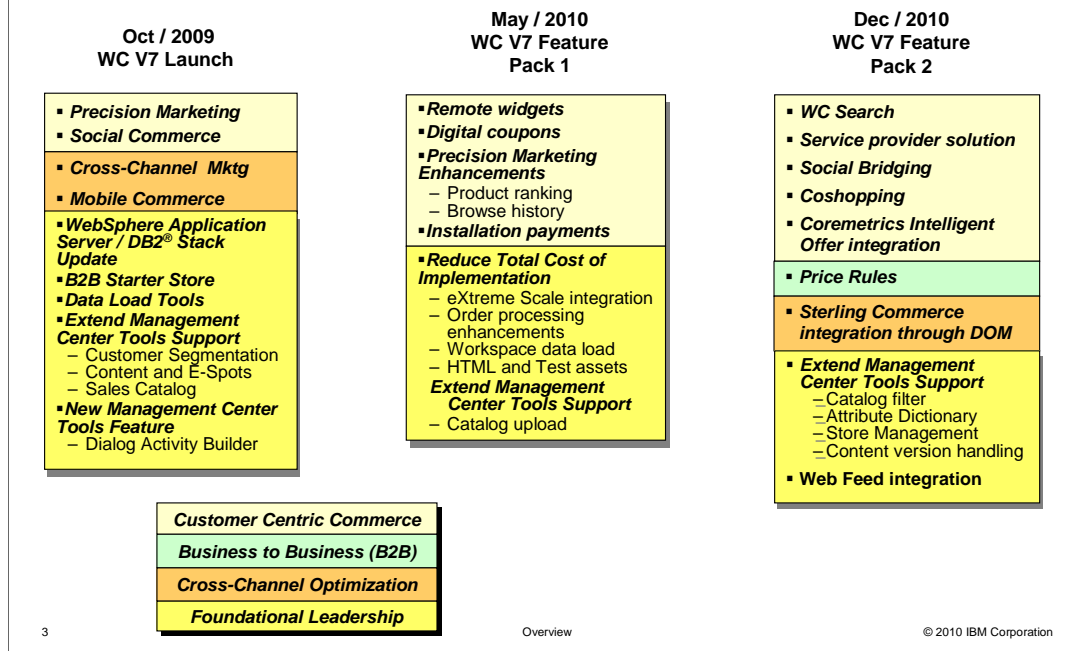 Oct / 2009
WC V7 Launch
▪ Precision Marketing
▪ Social Commerce
▪ Cross-Channel Mktg
▪ Mobile Commerce
▪WebSphere Application
Server / DB2® Stack
Update
▪B2B Starter Store
▪Data Load Tools
▪Extend Management
Center Tools Support
– Customer Segmentation
– Content and E-Spots
– Sales Catalog
▪New Management Center
Tools Feature
– Dialog Activity Builder
May / 2010
WC V7 Feature
Pack 1
▪Remote widgets
▪Digital coupons
▪Precision Marketing
Enhancements
– Product ranking
– Browse history
▪Installation payments
▪Reduce Total Cost of
Implementation
– eXtreme Scale integration
– Order processing
enhancements
– Workspace data load
– HTML and Test assets
Extend Management
Center Tools Support
– Catalog upload
Dec / 2010
WC V7 Feature
Pack 2
▪ WC Search
▪ Service provider solution
▪ Social Bridging
▪ Coshopping
▪ Coremetrics Intelligent
Offer integration
▪ Price Rules
▪ Sterling Commerce
integration through DOM
▪ Extend Management
Center Tools Support
–Catalog filter
–Attribute Dictionary
–Store Management
–Content version handling
▪ Web Feed integration
Customer Centric Commerce
Business to Business (B2B)
Cross-Channel Optimization
Foundational Leadership
3
Overview
© 2010 IBM Corporation